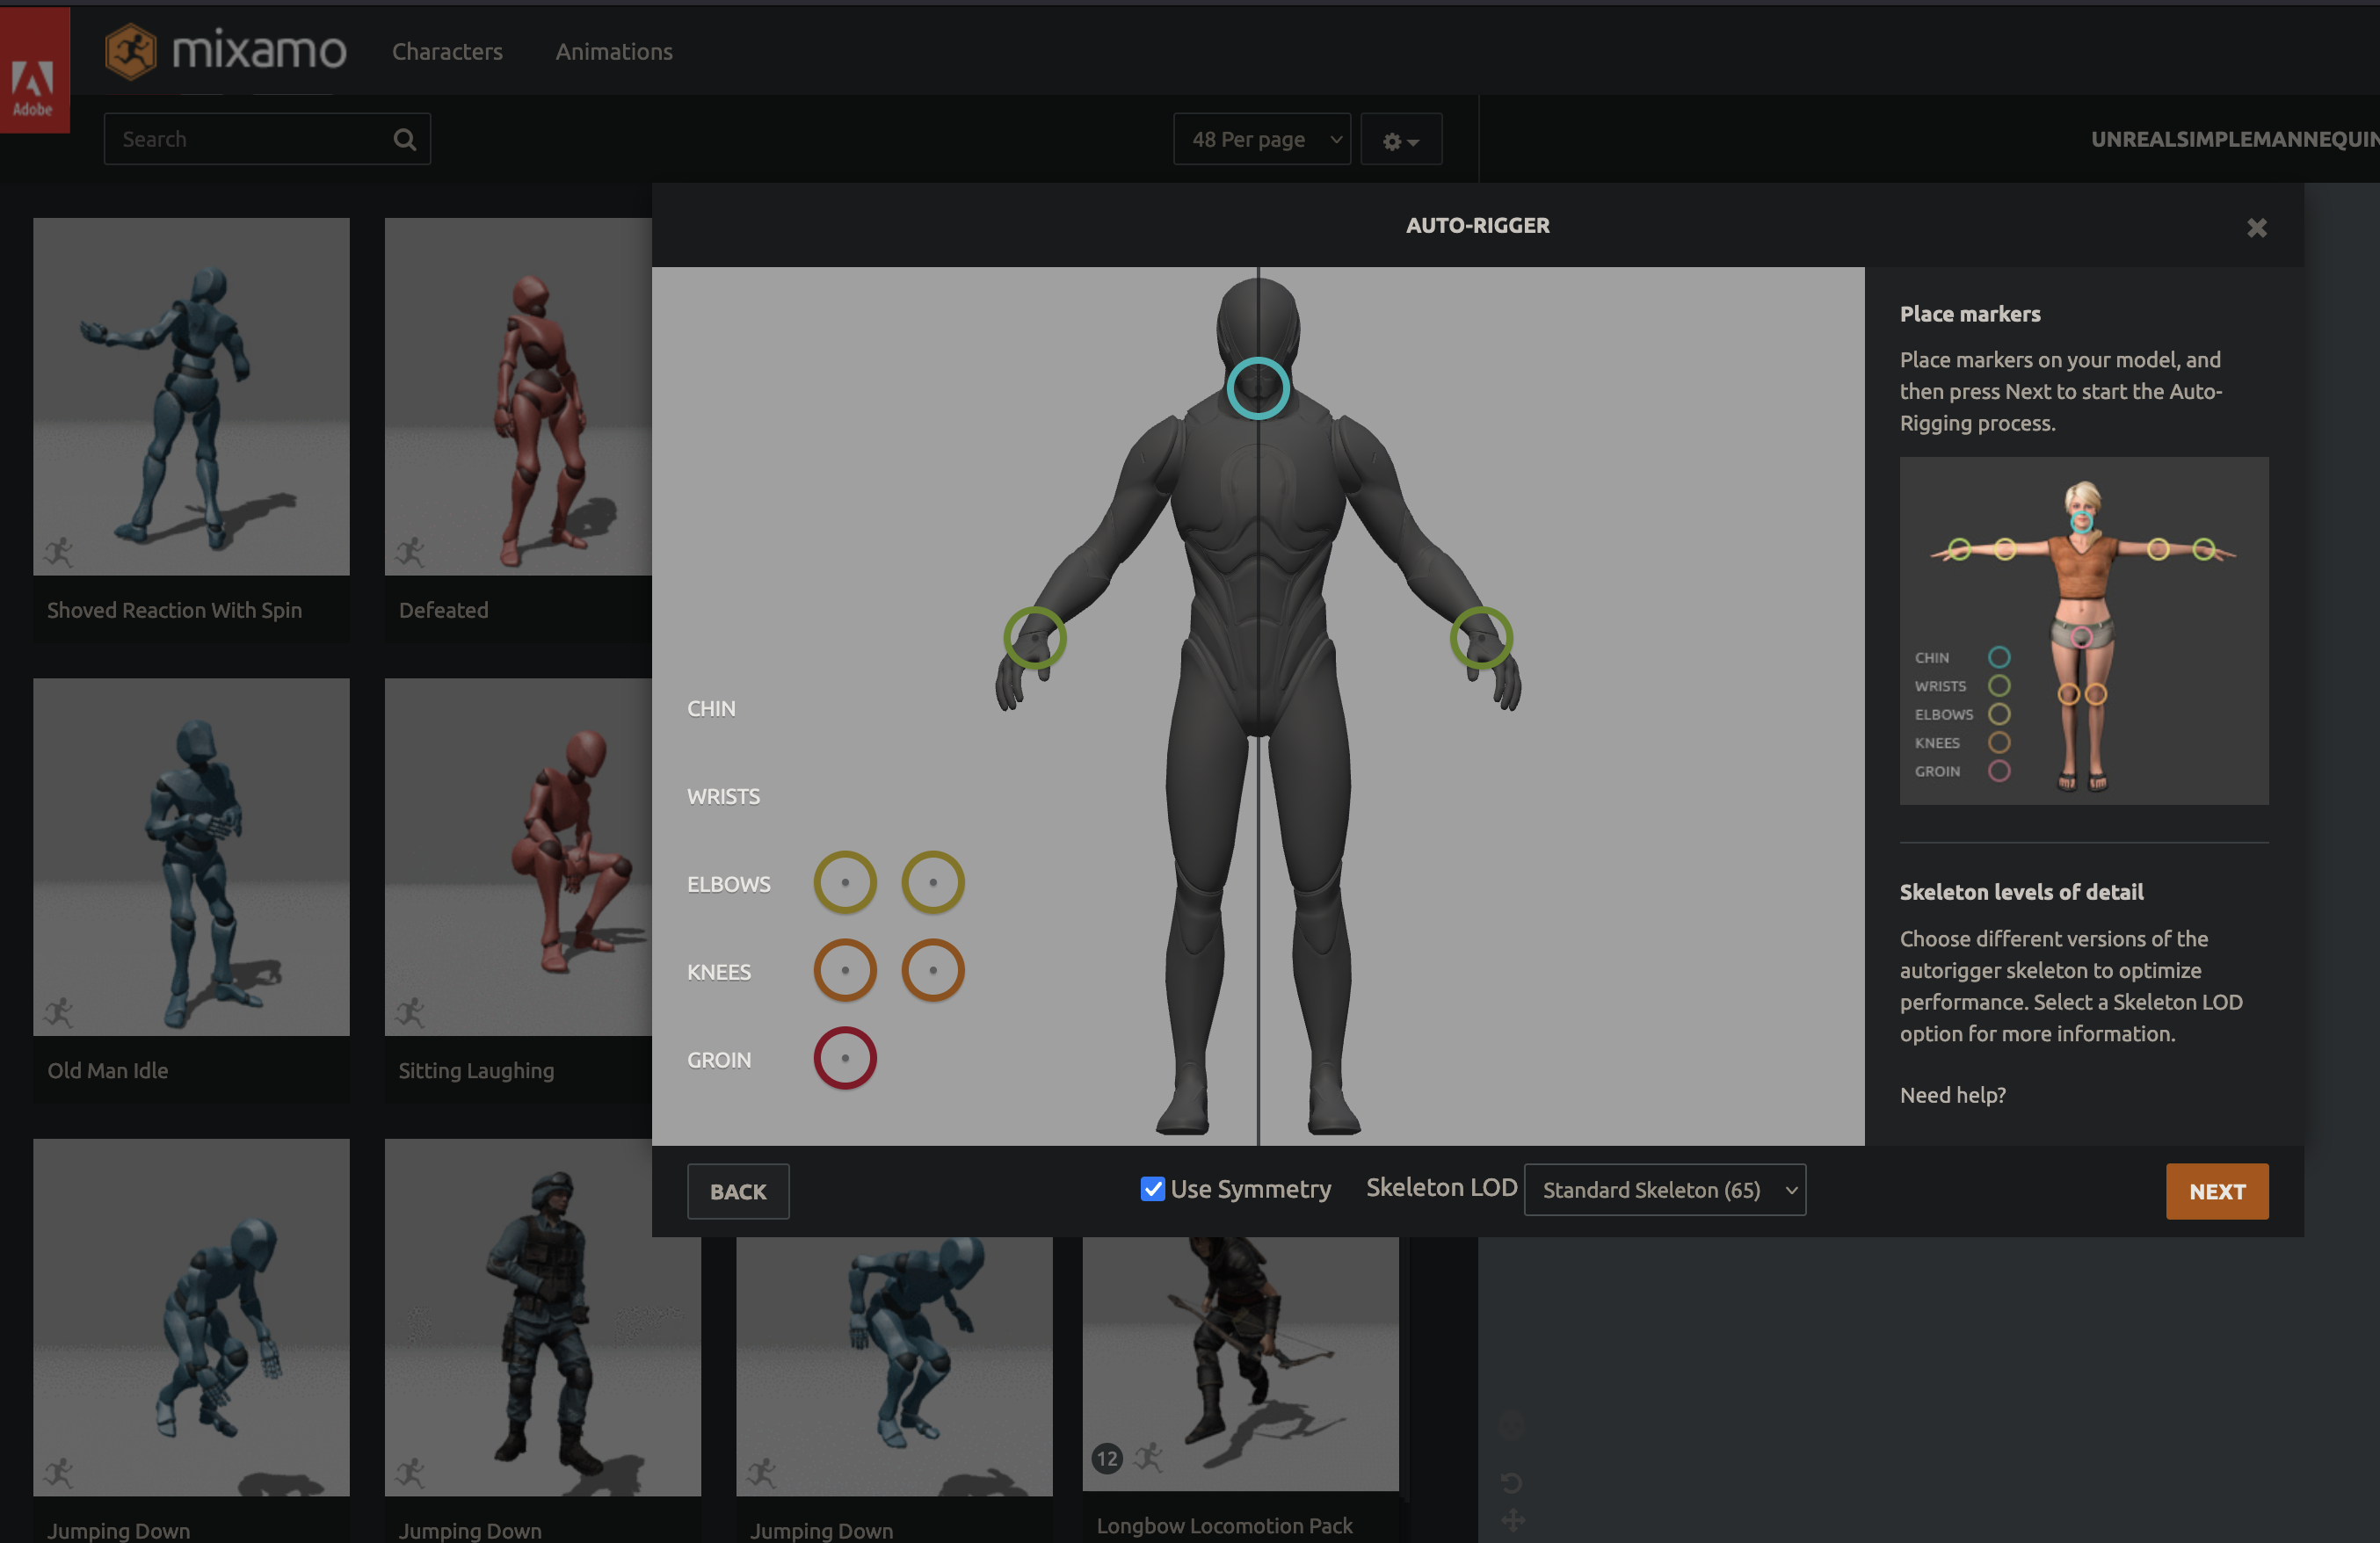 Adobe
mixamo
Characters
Animations
Search
48 Per page
UNREALSIMPLEMANNEQUIN
Shoved Reaction With Spin
Defeated
Old Man Idle
Sitting Laughing
Jumping Down
Jumping Down
Jumping Down
12
Longbow Locomotion Pack
AUTO-RIGGER
CHIN
WRISTS
ELBOWS
KNEES
GROIN
Place markers
Place markers on your model, and
then press Next to start the Auto-
Rigging process.
CHIN
WRISTS
ELBOWS
KNEES
GROIN
Skeleton levels of detail
Choose different versions of the
autorigger skeleton to optimize
performance. Select a Skeleton LOD
option for more information.
Need help?
BACK
Use Symmetry
Skeleton LOD
Standard Skeleton (65)
NEXT